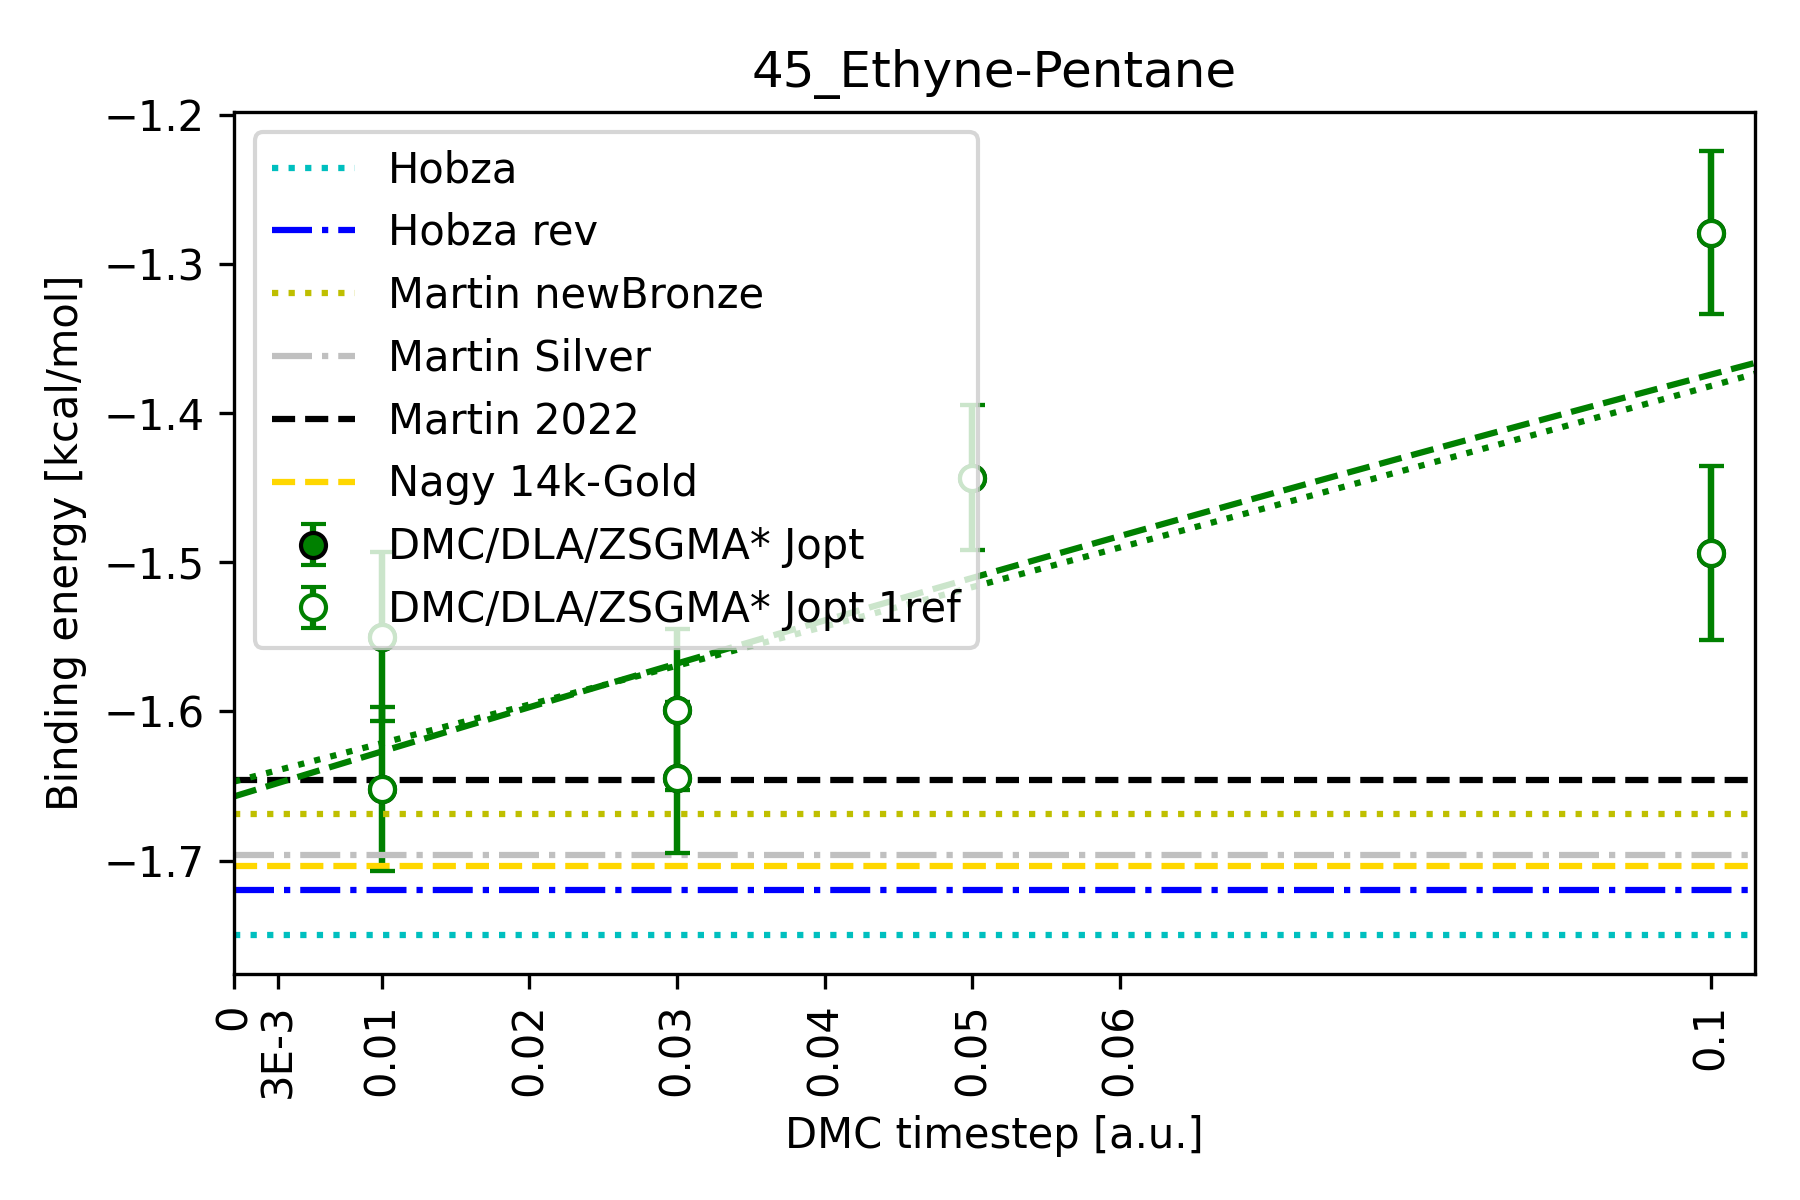 45_Ethyne-Pentane
−1.2
−1.3
−1.4
−1.5
−1.6
−1.7
Binding energy [kcal/mol]
Hobza
Hobza rev
Martin newBronze
Martin Silver
Martin 2022
Nagy 14k-Gold
DMC/DLA/ZSGMA* Jopt
DMC/DLA/ZSGMA* Jopt 1ref
0
3E-3
0.01
0.02
0.03
0.04
0.05
0.06
0.1
DMC timestep [a.u.]